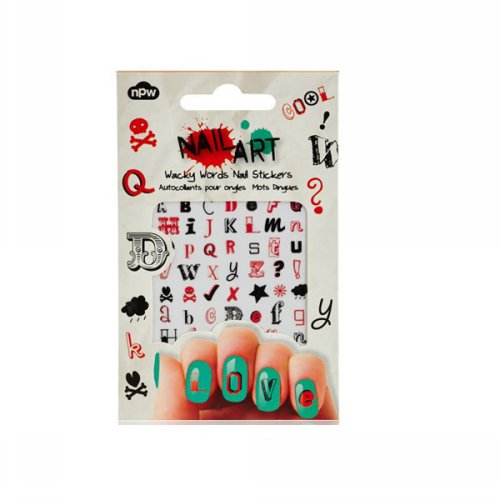 npw
COOL
NAIL
ART
Wacky Words Nail Stickers
Autocollants pour ongles Mots Dingues
Q
D
k
y
a B C D
H i J K L m n
p Q R S t u
V W x y Z ? !
a b c D e f g
LOVe